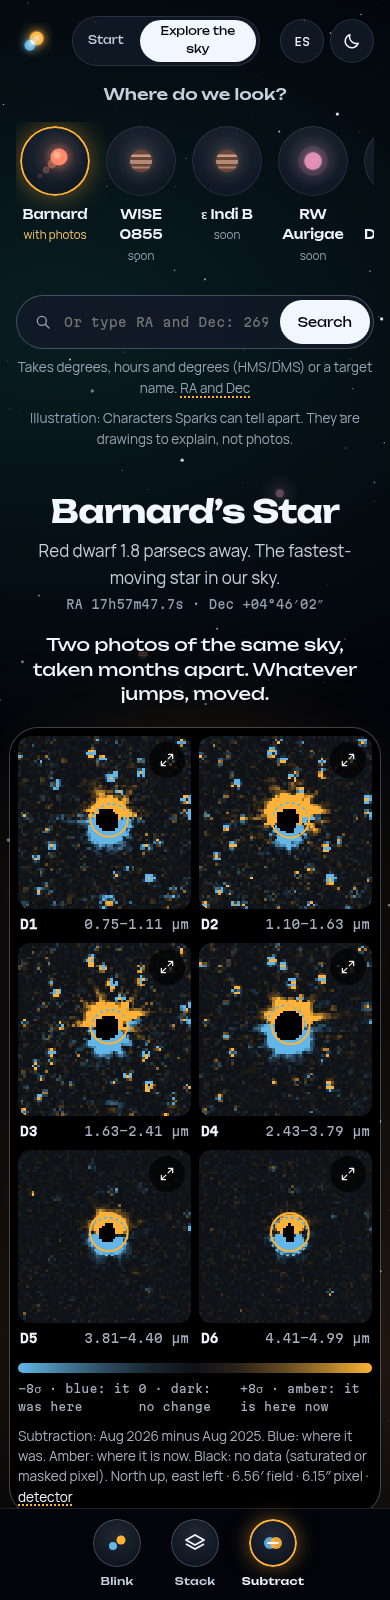 Start
Explore the
sky
ES
Where do we look?
Barnard
with photos
WISE
0855
soon
ε Indi B
soon
RW
Aurigae
soon
D
Or type RA and Dec: 269
Search
Takes degrees, hours and degrees (HMS/DMS) or a target
name. RA and Dec
Illustration: Characters Sparks can tell apart. They are
drawings to explain, not photos.
Barnard's Star
Red dwarf 1.8 parsecs away. The fastest-
moving star in our sky.
RA 17h57m47.7s · Dec +04°46′02″
Two photos of the same sky,
taken months apart. Whatever
jumps, moved.
D1 0.75–1.11 µm
D2 1.10–1.63 µm
D3 1.63–2.41 µm
D4 2.43–3.79 µm
D5 3.81–4.40 µm
D6 4.41–4.99 µm
−8σ · blue: it
was here
0 · dark:
no change
+8σ · amber: it
is here now
Subtraction: Aug 2026 minus Aug 2025. Blue: where it
was. Amber: where it is now. Black: no data (saturated or
masked pixel). North up, east left · 6.56′ field · 6.15″ pixel ·
detector
Blink
Stack
Subtract